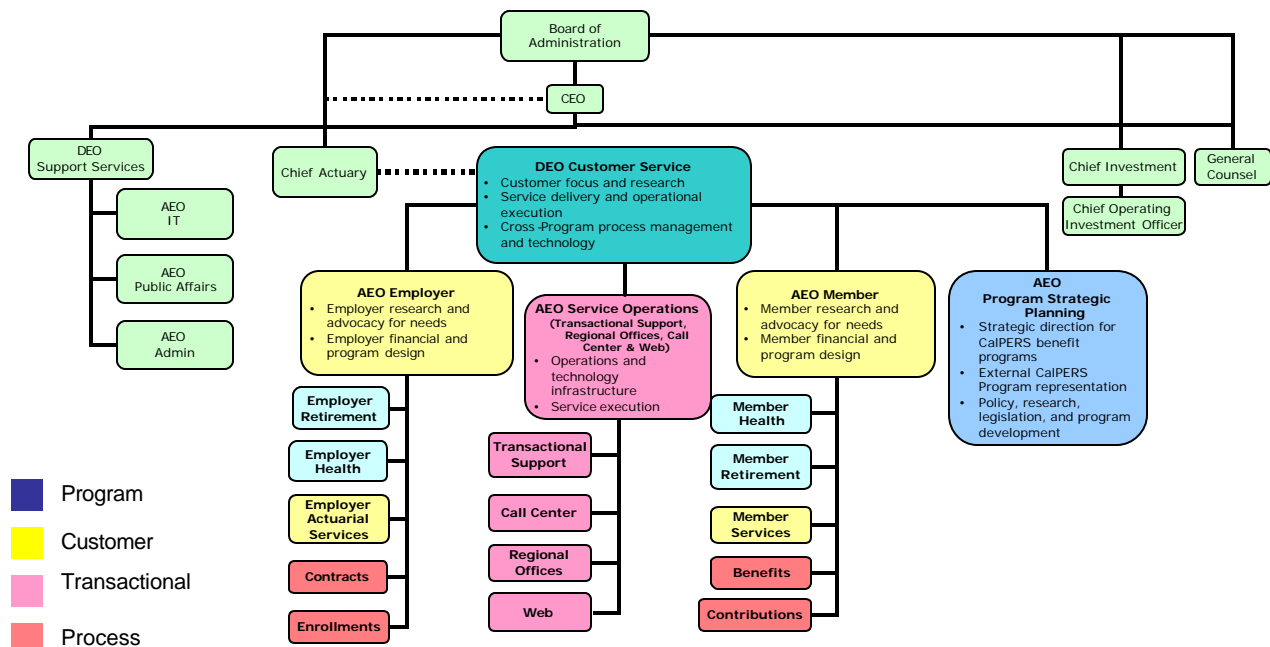 Board of
Administration
CEO
DEO
Support Services
Chief Actuary
DEO Customer Service
• Customer focus and research
• Service delivery and operational
execution
• Cross-Program process management
and technology
Chief Investment
General
Counsel
Chief Operating
Investment Officer
AEO
IT
AEO
Public Affairs
AEO
Admin
AEO Employer
• Employer research and
advocacy for needs
• Employer financial and
program design
AEO Service Operations
(Transactional Support,
Regional Offices, Call
Center & Web)
• Operations and
technology
infrastructure
• Service execution
AEO Member
• Member research and
advocacy for needs
• Member financial and
program design
AEO
Program Strategic
Planning
• Strategic direction for
CalPERS benefit
programs
• External CalPERS
Program representation
• Policy, research,
legislation, and program
development
Employer
Retirement
Employer
Health
Employer
Actuarial
Services
Contracts
Enrollments
Transactional
Support
Call Center
Regional
Offices
Web
Member
Health
Member
Retirement
Member
Services
Benefits
Contributions
Program
Customer
Transactional
Process